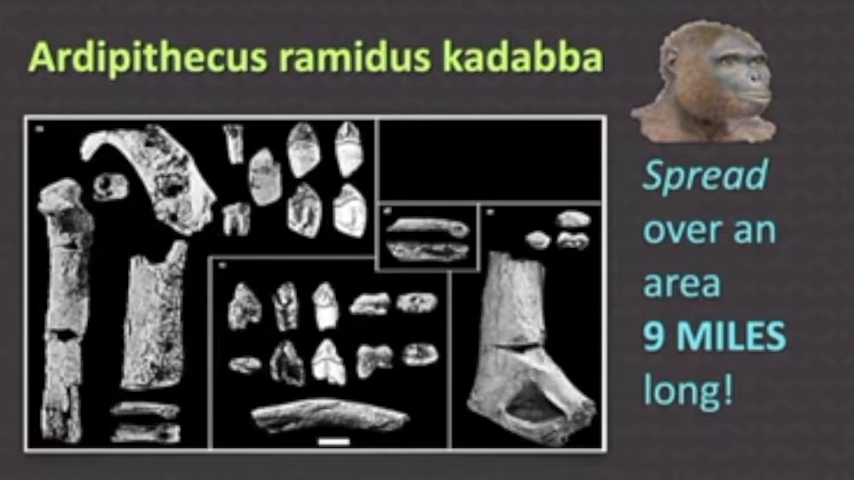 Ardipithecus ramidus kadabba
Spread
over an
area
9 MILES
long!